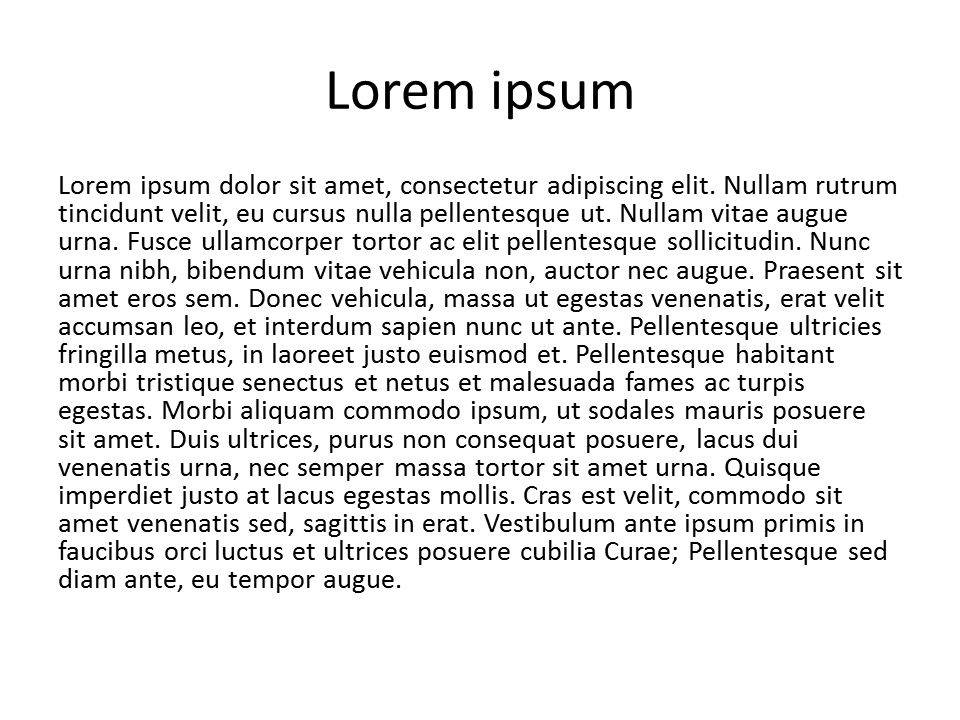 Lorem ipsum
Lorem ipsum dolor sit amet, consectetur adipiscing elit. Nullam rutrum
tincidunt velit, eu cursus nulla pellentesque ut. Nullam vitae augue
urna. Fusce ullamcorper tortor ac elit pellentesque sollicitudin. Nunc
urna nibh, bibendum vitae vehicula non, auctor nec augue. Praesent sit
amet eros sem. Donec vehicula, massa ut egestas venenatis, erat velit
accumsan leo, et interdum sapien nunc ut ante. Pellentesque ultricies
fringilla metus, in laoreet justo euismod et. Pellentesque habitant
morbi tristique senectus et netus et malesuada fames ac turpis
egestas. Morbi aliquam commodo ipsum, ut sodales mauris posuere
sit amet. Duis ultrices, purus non consequat posuere, lacus dui
venenatis urna, nec semper massa tortor sit amet urna. Quisque
imperdiet justo at lacus egestas mollis. Cras est velit, commodo sit
amet venenatis sed, sagittis in erat. Vestibulum ante ipsum primis in
faucibus orci luctus et ultrices posuere cubilia Curae; Pellentesque sed
diam ante, eu tempor augue.